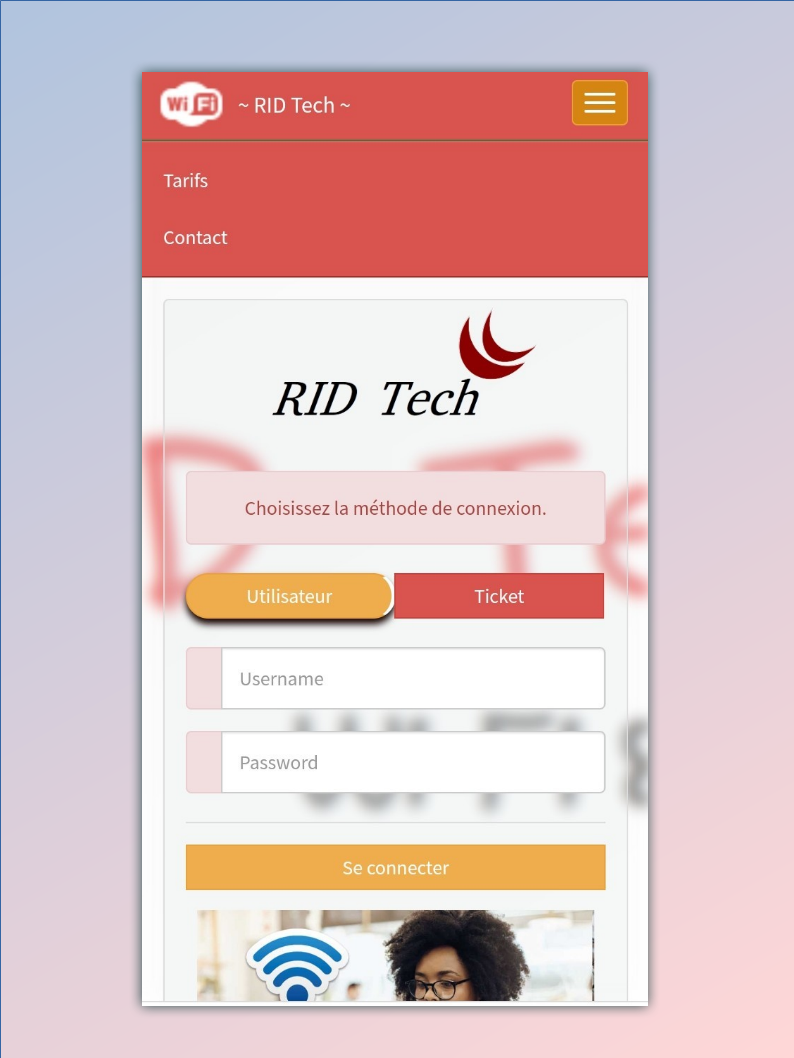 Wi Fi
~ RID Tech ~
Tarifs
Contact
RID Tech
Choisissez la méthode de connexion.
Utilisateur
Ticket
Username
Password
Se connecter